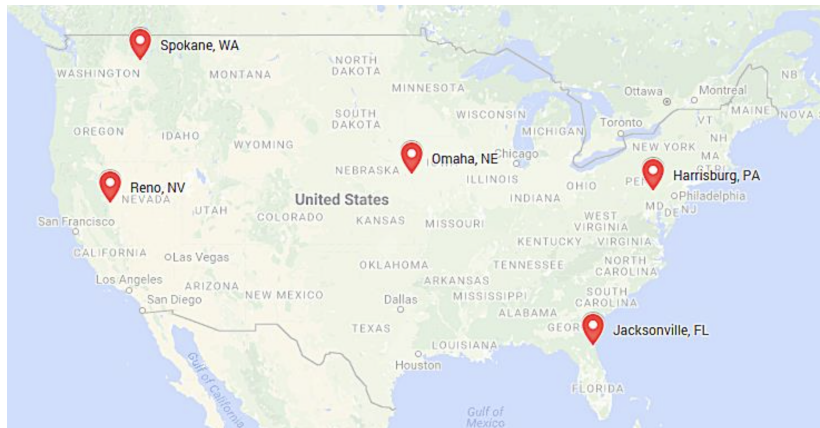 Spokane, WA
WASHINGTON
MONTANA
NORTH
DAKOTA
MINNESOTA
Ottawa
Montreal
NB
MAINE
NOVA
OREGON
IDAHO
SOUTH
DAKOTA
WISCONSIN
MICHIGAN
Toronto
VT
NH
NEW YORK
MA
CT
RI
WYOMING
Omaha, NE
Chicago
NEBRASKA
ILLINOIS
INDIANA
OHIO
Harrisburg, PA
Philadelphia
MD
DE
NJ
Reno, NV
NEVADA
UTAH
COLORADO
United States
KANSAS
MISSOURI
WEST
VIRGINIA
KENTUCKY
VIRGINIA
San Francisco
CALIFORNIA
Las Vegas
Los Angeles
ARIZONA
NEW MEXICO
OKLAHOMA
ARKANSAS
TENNESSEE
NORTH
CAROLINA
San Diego
Dallas
MISSISSIPPI
ALABAMA
SOUTH
CAROLINA
GEOR
Jacksonville, FL
TEXAS
LOUISIANA
Houston
FLORIDA
Gulf of
California
Gulf of
Mexico